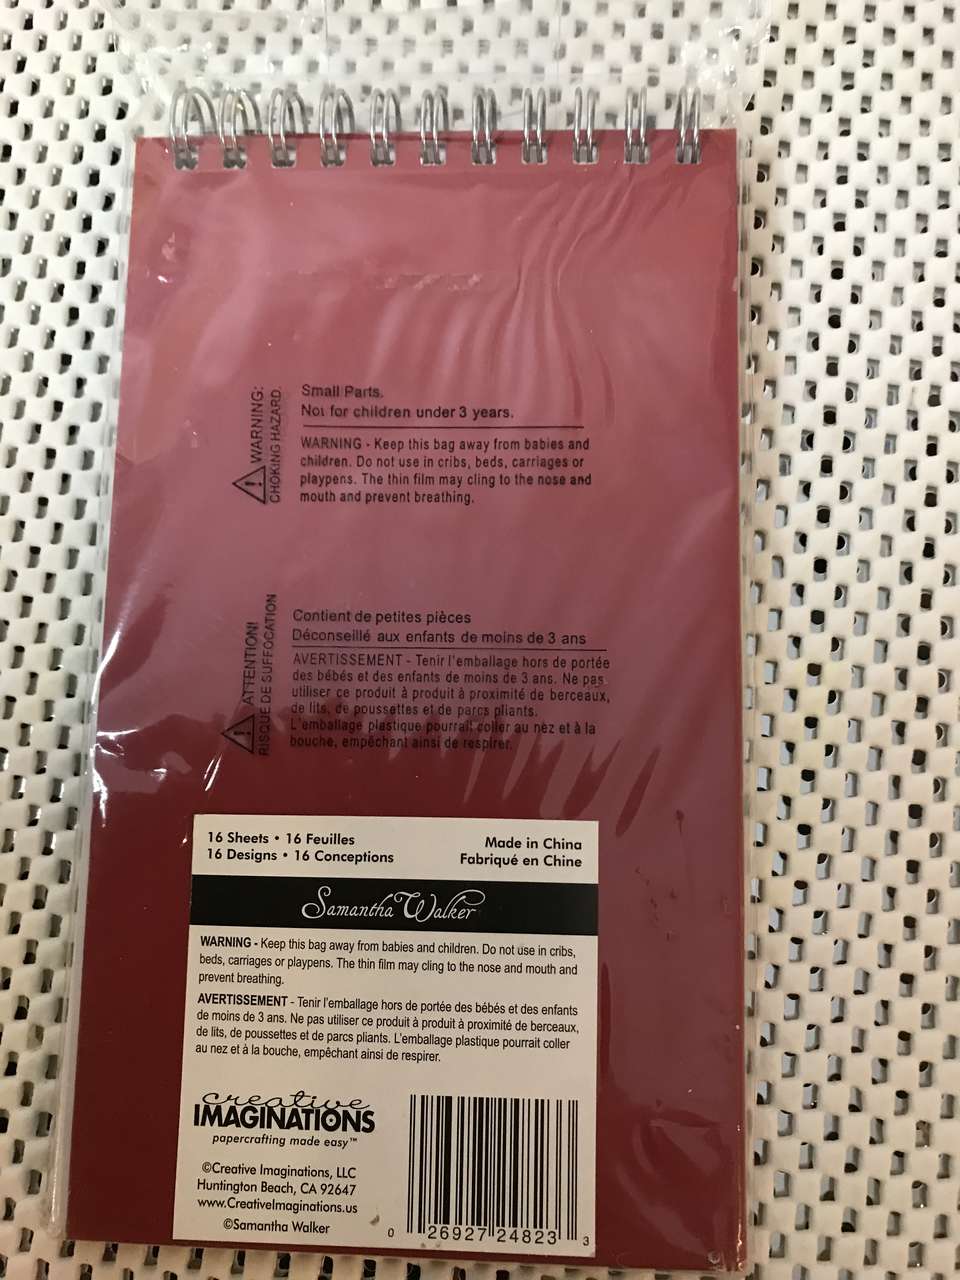 WARNING:
CHOKING HAZARD.
Small Parts.
Not for children under 3 years.
WARNING - Keep this bag away from babies and
children. Do not use in cribs, beds, carriages or
playpens. The thin film may cling to the nose and
mouth and prevent breathing.
ATTENTION!
RISQUE DE SUFFOCATION
Contient de petites pièces
Déconseillé aux enfants de moins de 3 ans
AVERTISSEMENT - Tenir l'emballage hors de portée
des bébés et des enfants de moins de 3 ans. Ne pas
utiliser ce produit à produit à proximité de berceaux,
de lits, de poussettes et de parcs pliants.
L'emballage plastique pourrait coller au nez et à la
bouche, empêchant ainsi de respirer.
16 Sheets • 16 Feuilles
16 Designs • 16 Conceptions
Made in China
Fabriqué en Chine
Samantha Walker
WARNING - Keep this bag away from babies and children. Do not use in cribs,
beds, carriages or playpens. The thin film may cling to the nose and mouth and
prevent breathing.
AVERTISSEMENT - Tenir l'emballage hors de portée des bébés et des enfants
de moins de 3 ans. Ne pas utiliser ce produit à produit à proximité de berceaux,
de lits, de poussettes et de parcs pliants. L'emballage plastique pourrait coller
au nez et à la bouche, empêchant ainsi de respirer.
creative
IMAGINATIONS
papercrafting made easy™
©Creative Imaginations, LLC
Huntington Beach, CA 92647
www.CreativeImaginations.us
©Samantha Walker
0 26927 24823 3